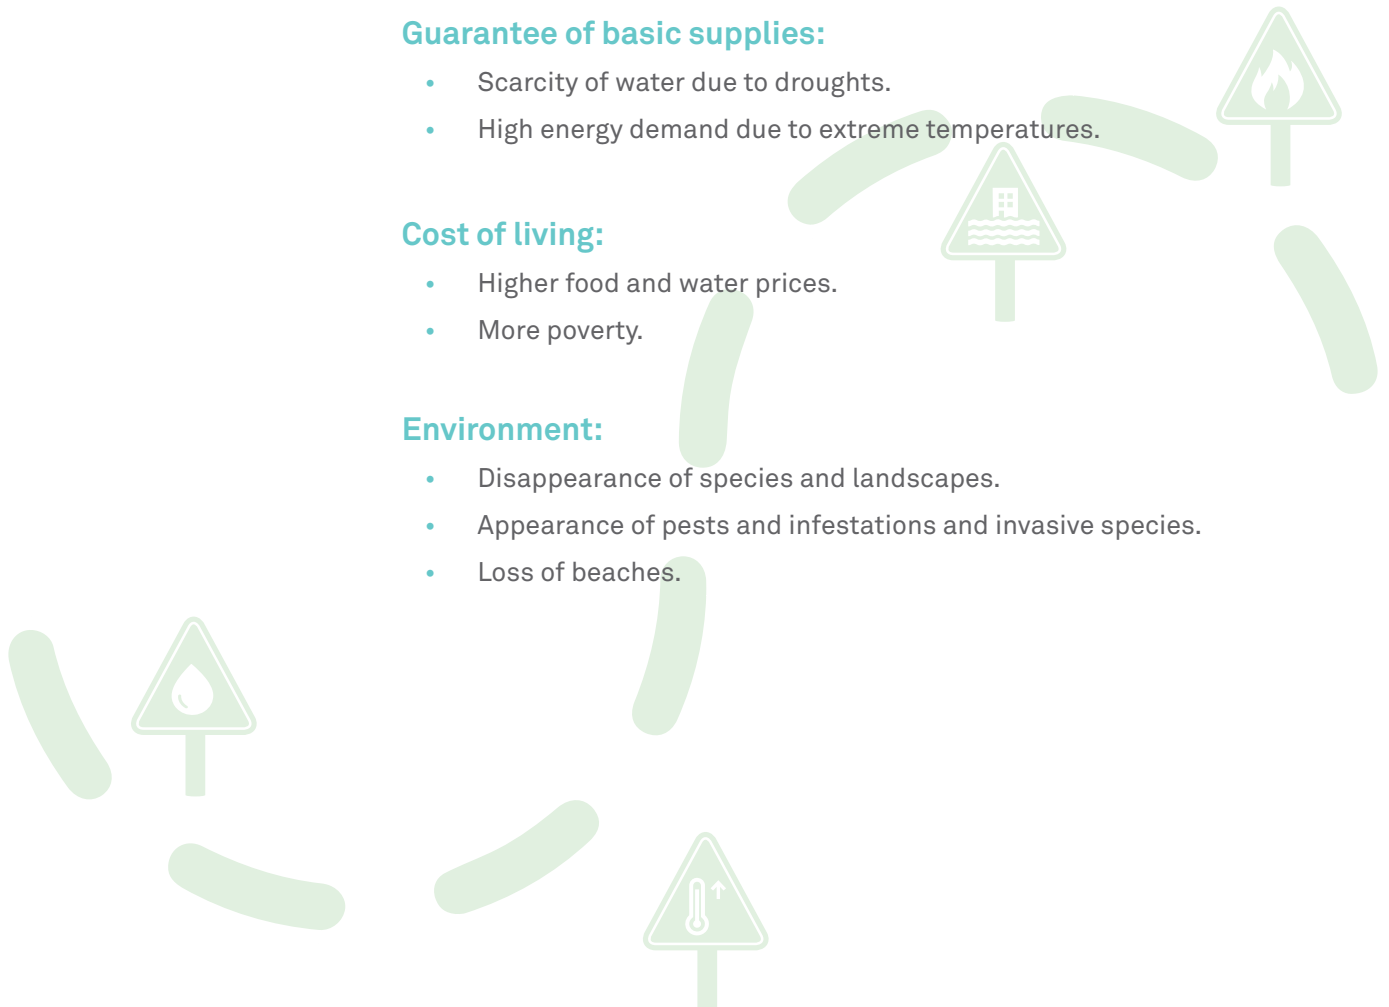 Guarantee of basic supplies:
• Scarcity of water due to droughts.
• High energy demand due to extreme temperatures.
Cost of living:
• Higher food and water prices.
• More poverty.
Environment:
• Disappearance of species and landscapes.
• Appearance of pests and infestations and invasive species.
• Loss of beaches.